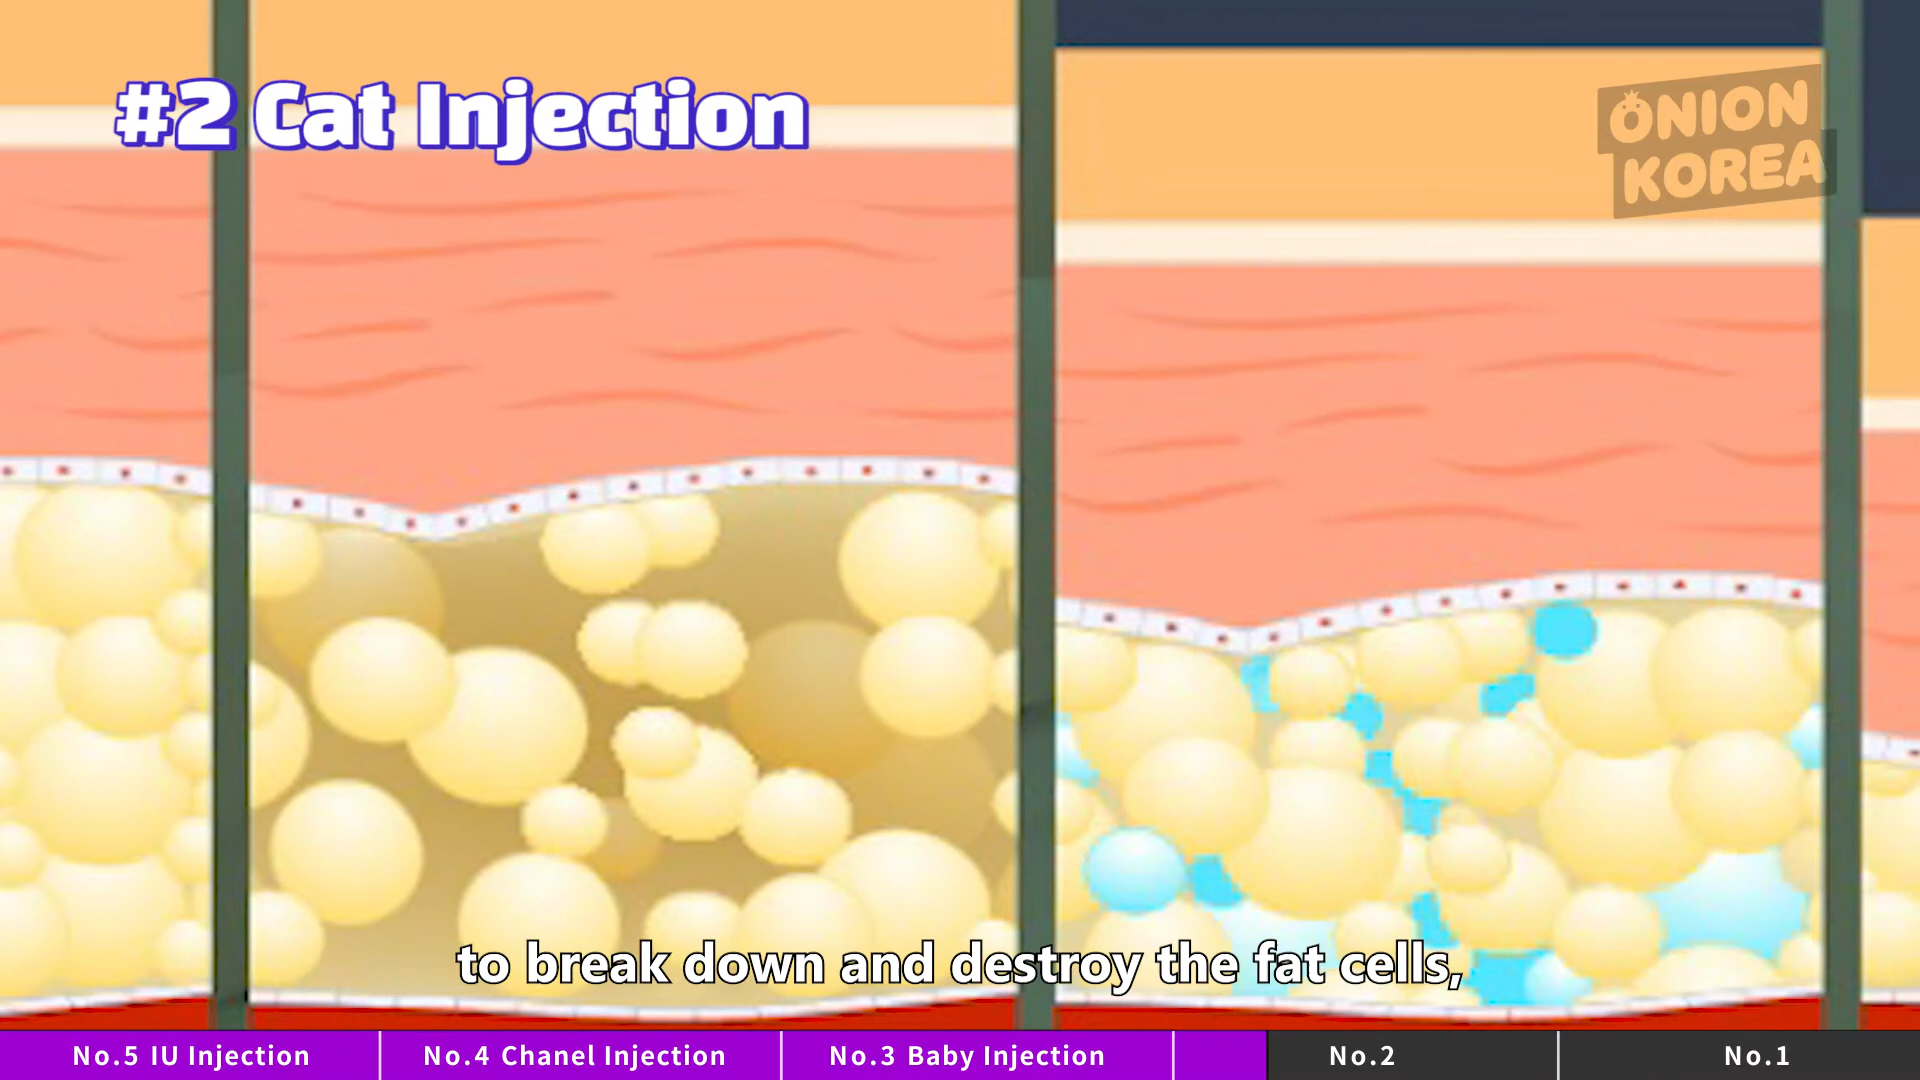 #2 Cat Injection
ONION
KOREA
to break down and destroy the fat cells,
No.5 IU Injection
No.4 Chanel Injection
No.3 Baby Injection
No.2
No.1